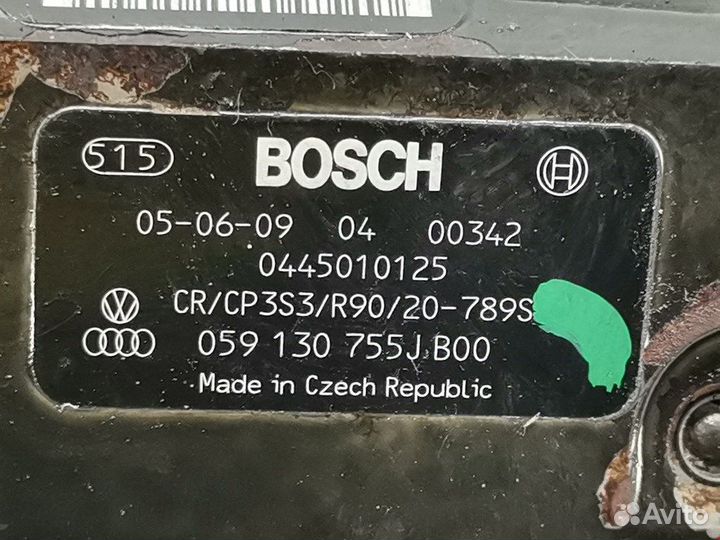 515 BOSCH
05-06-09 04 00342
0445010125
CR/CP3S3/R90/20-789S
059 130 755J B00
Made in Czech Republic
Avito